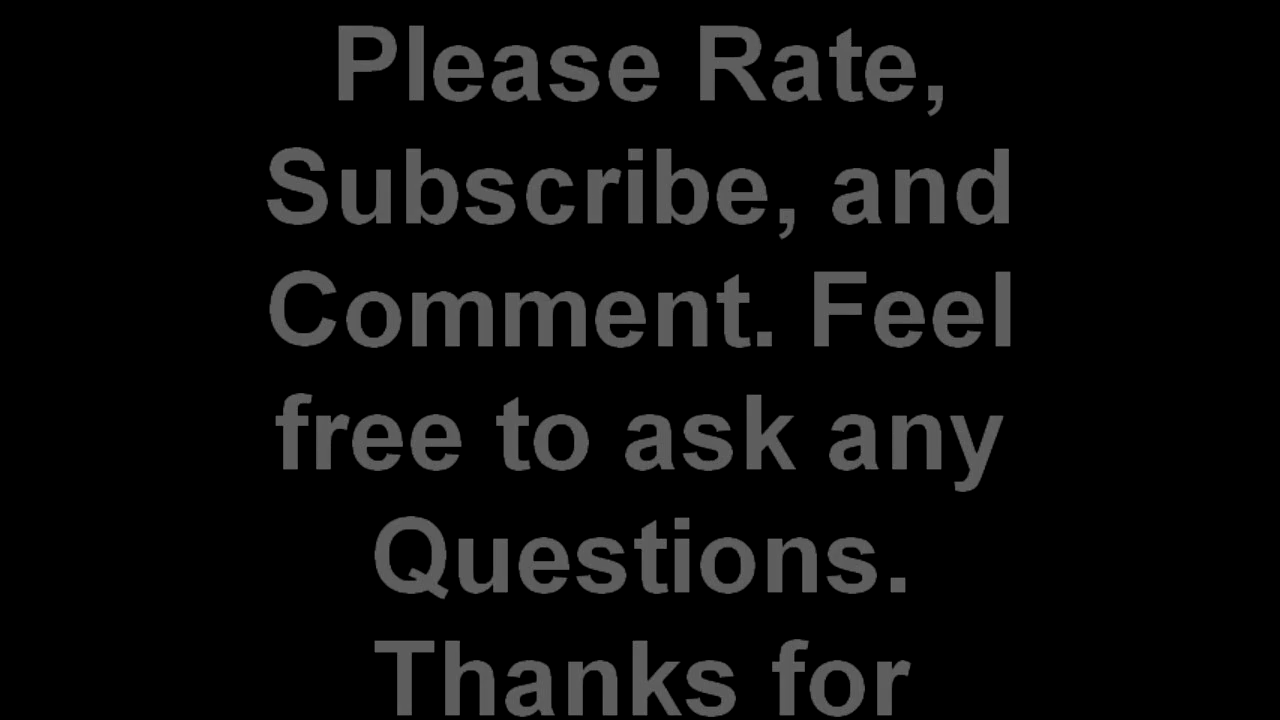 Please Rate,
Subscribe, and
Comment. Feel
free to ask any
Questions.
Thanks for